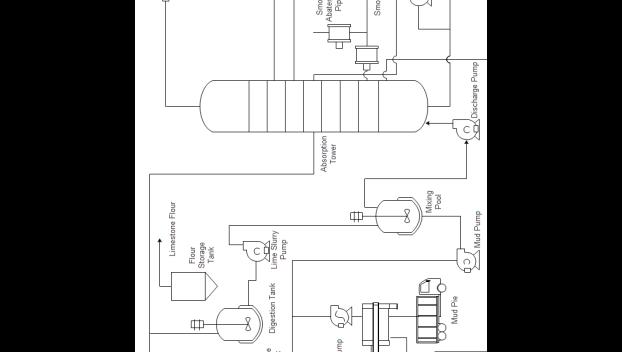 Smo
Abater
Pip
Smo
Discharge Pump
Absorption
Tower
Mixing
Pool
Limestone Flour
Flour
Storage
Tank
Lime Slurry
Pump
Mud Pump
Digestion Tank
Mud Pie
ump
e